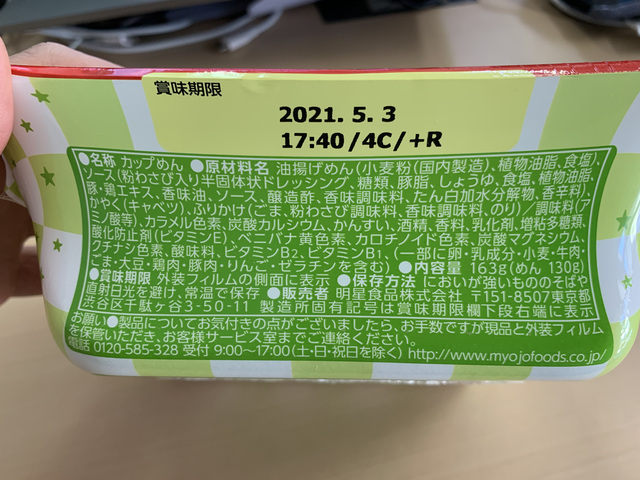 賞味期限
2021. 5. 3
17:40/4C/+R
●名称 カップめん ●原材料名 油揚げめん(小麦粉(国内製造)、植物油脂、食塩)、
ソース(粉わさび入り半固体状ドレッシング、糖類、豚脂、しょうゆ、食塩、植物油脂、
豚・鶏エキス、香味油、ソース、醸造酢、香味調味料、たん白加水分解物、香辛料)、
かやく(キャベツ)、ふりかけ(ごま、粉わさび調味料、香味調味料、のり)/調味料(ア
ミノ酸等)、カラメル色素、炭酸カルシウム、かんすい、酒精、香料、乳化剤、増粘多糖類、
酸化防止剤(ビタミンE)、ベニバナ黄色素、カロチノイド色素、炭酸マグネシウム、
クチナシ色素、酸味料、ビタミンB2、ビタミンB1、(一部に卵・乳成分・小麦・牛肉・
ごま・大豆・鶏肉・豚肉・りんご・ゼラチンを含む) ●内容量 163g(めん 130g)
●賞味期限 外装フィルムの側面に表示 ●保存方法 においが強いもののそばや
直射日光を避け、常温で保存 ●販売者 明星食品株式会社 〒151-8507東京都
渋谷区千駄ヶ谷3-50-11 製造所固有記号は賞味期限欄下段右端に表示
お願い●製品についてお気付きの点がございましたら、お手数ですが現品と外装フィルム
を保管いただき、お客様サービス室までご連絡ください。
電話 0120-585-328 受付 9:00〜17:00(土・日・祝日を除く) http://www.myojofoods.co.jp/